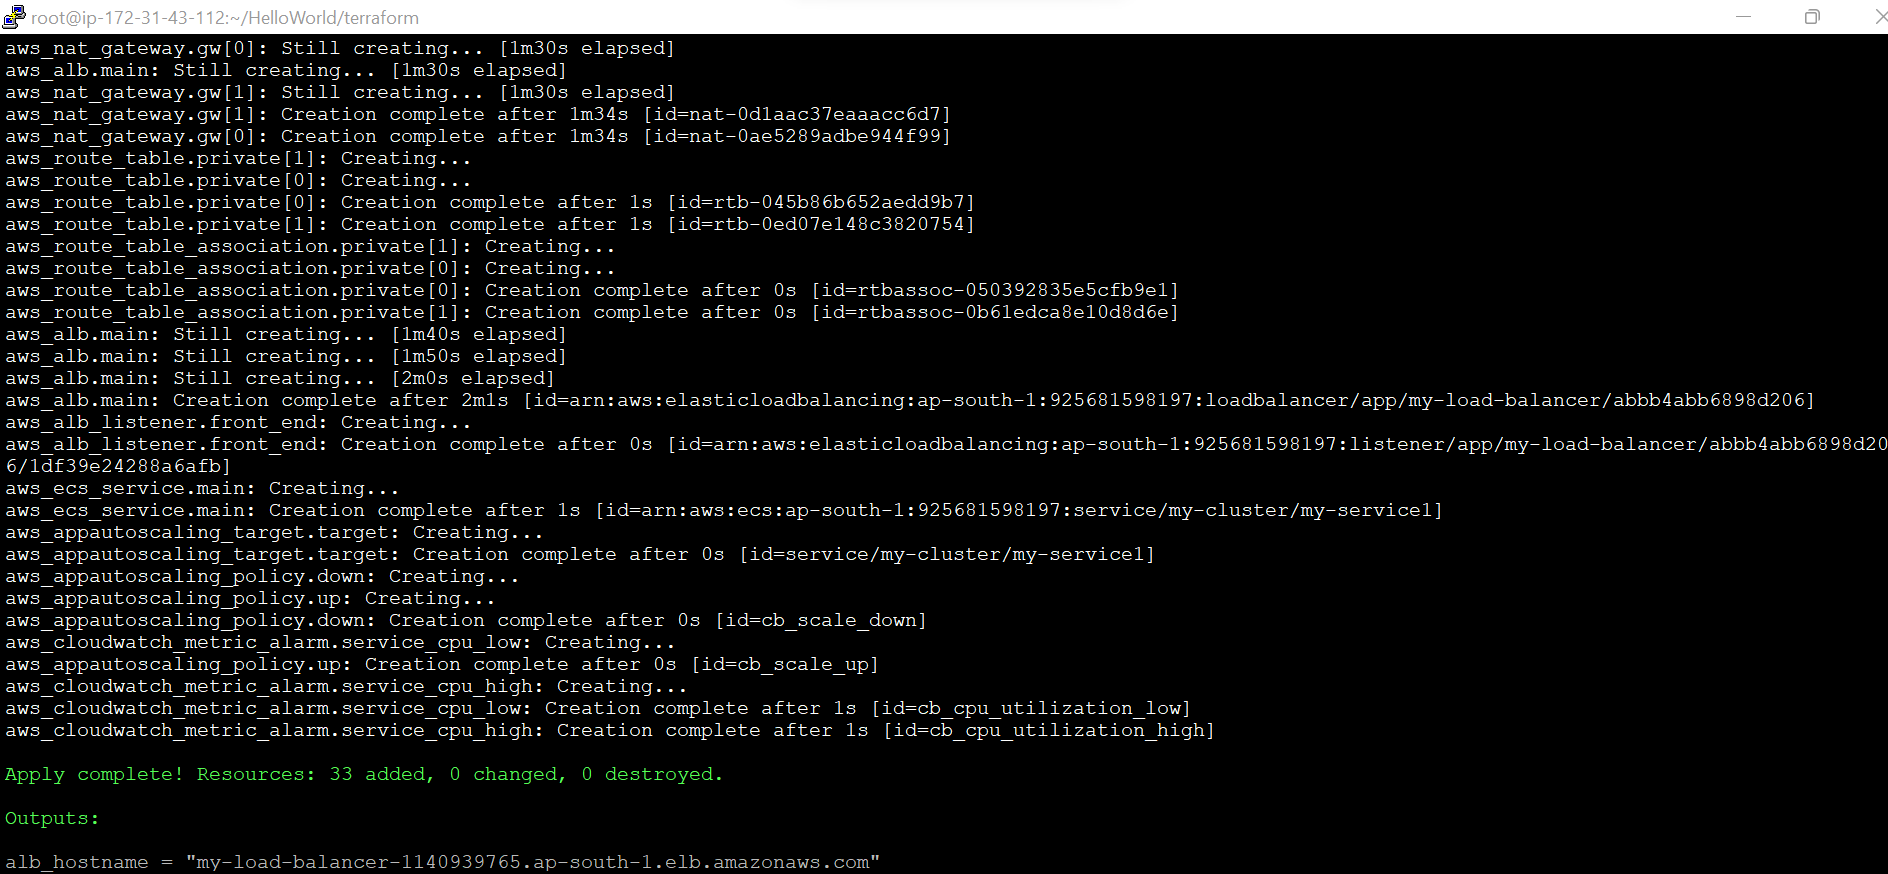 root@ip-172-31-43-112:~/HelloWorld/terraform
aws_nat_gateway.gw[0]: Still creating... [1m30s elapsed]
aws_alb.main: Still creating... [1m30s elapsed]
aws_nat_gateway.gw[1]: Still creating... [1m30s elapsed]
aws_nat_gateway.gw[1]: Creation complete after 1m34s [id=nat-0d1aac37eaaacc6d7]
aws_nat_gateway.gw[0]: Creation complete after 1m34s [id=nat-0ae5289adbe944f99]
aws_route_table.private[1]: Creating...
aws_route_table.private[0]: Creating...
aws_route_table.private[0]: Creation complete after 1s [id=rtb-045b86b652aedd9b7]
aws_route_table.private[1]: Creation complete after 1s [id=rtb-0ed07e148c3820754]
aws_route_table_association.private[1]: Creating...
aws_route_table_association.private[0]: Creating...
aws_route_table_association.private[0]: Creation complete after 0s [id=rtbassoc-050392835e5cfb9e1]
aws_route_table_association.private[1]: Creation complete after 0s [id=rtbassoc-0b61edca8e10d8d6e]
aws_alb.main: Still creating... [1m40s elapsed]
aws_alb.main: Still creating... [1m50s elapsed]
aws_alb.main: Still creating... [2m0s elapsed]
aws_alb.main: Creation complete after 2m1s [id=arn:aws:elasticloadbalancing:ap-south-1:925681598197:loadbalancer/app/my-load-balancer/abbb4abb6898d206]
aws_alb_listener.front_end: Creating...
aws_alb_listener.front_end: Creation complete after 0s [id=arn:aws:elasticloadbalancing:ap-south-1:925681598197:listener/app/my-load-balancer/abbb4abb6898d20
6/1df39e24288a6afb]
aws_ecs_service.main: Creating...
aws_ecs_service.main: Creation complete after 1s [id=arn:aws:ecs:ap-south-1:925681598197:service/my-cluster/my-service1]
aws_appautoscaling_target.target: Creating...
aws_appautoscaling_target.target: Creation complete after 0s [id=service/my-cluster/my-service1]
aws_appautoscaling_policy.down: Creating...
aws_appautoscaling_policy.up: Creating...
aws_appautoscaling_policy.down: Creation complete after 0s [id=cb_scale_down]
aws_cloudwatch_metric_alarm.service_cpu_low: Creating...
aws_appautoscaling_policy.up: Creation complete after 0s [id=cb_scale_up]
aws_cloudwatch_metric_alarm.service_cpu_high: Creating...
aws_cloudwatch_metric_alarm.service_cpu_low: Creation complete after 1s [id=cb_cpu_utilization_low]
aws_cloudwatch_metric_alarm.service_cpu_high: Creation complete after 1s [id=cb_cpu_utilization_high]
Apply complete! Resources: 33 added, 0 changed, 0 destroyed.
Outputs:
alb_hostname = "my-load-balancer-1140939765.ap-south-1.elb.amazonaws.com"